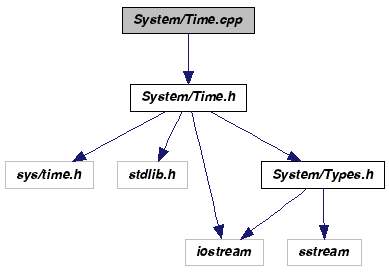 System/Time.cpp
System/Time.h
sys/time.h
stdlib.h
System/Types.h
iostream
sstream